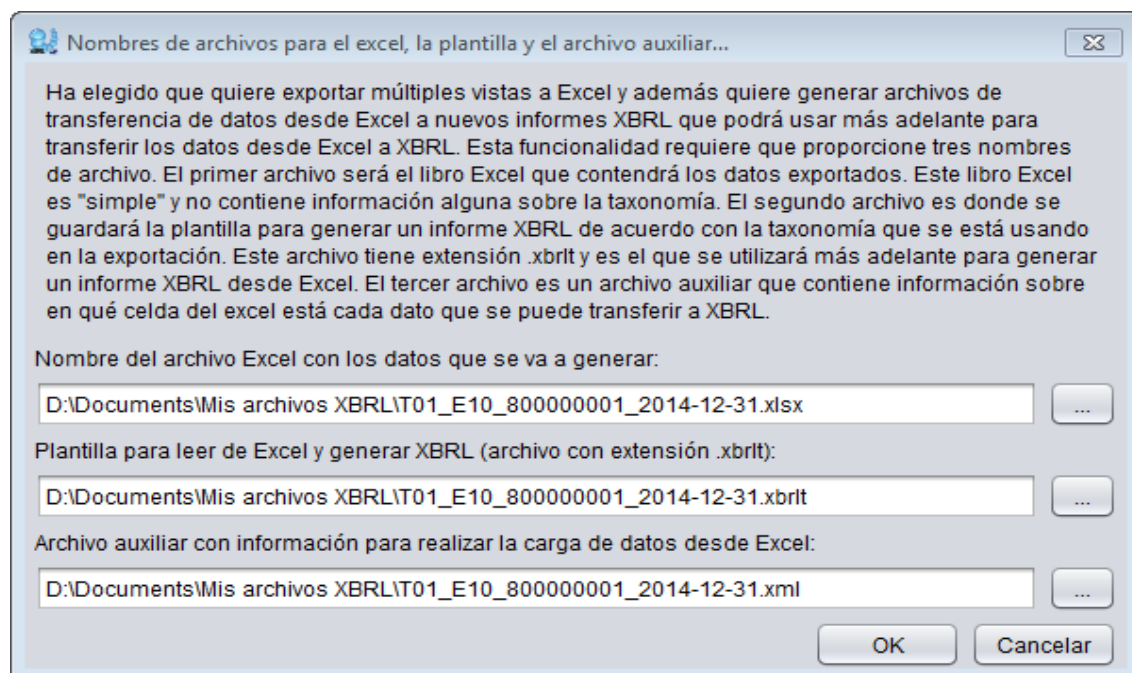 Nombres de archivos para el excel, la plantilla y el archivo auxiliar...
Ha elegido que quiere exportar múltiples vistas a Excel y además quiere generar archivos de
transferencia de datos desde Excel a nuevos informes XBRL que podrá usar más adelante para
transferir los datos desde Excel a XBRL. Esta funcionalidad requiere que proporcione tres nombres
de archivo. El primer archivo será el libro Excel que contendrá los datos exportados. Este libro Excel
es "simple" y no contiene información alguna sobre la taxonomía. El segundo archivo es donde se
guardará la plantilla para generar un informe XBRL de acuerdo con la taxonomía que se está usando
en la exportación. Este archivo tiene extensión .xbrlt y es el que se utilizará más adelante para generar
un informe XBRL desde Excel. El tercer archivo es un archivo auxiliar que contiene información sobre
en qué celda del excel está cada dato que se puede transferir a XBRL.
Nombre del archivo Excel con los datos que se va a generar:
D:\Documents\Mis archivos XBRL\T01_E10_800000001_2014-12-31.xlsx
...
Plantilla para leer de Excel y generar XBRL (archivo con extensión .xbrlt):
D:\Documents\Mis archivos XBRL\T01_E10_800000001_2014-12-31.xbrlt
...
Archivo auxiliar con información para realizar la carga de datos desde Excel:
D:\Documents\Mis archivos XBRL\T01_E10_800000001_2014-12-31.xml
...
OK Cancelar